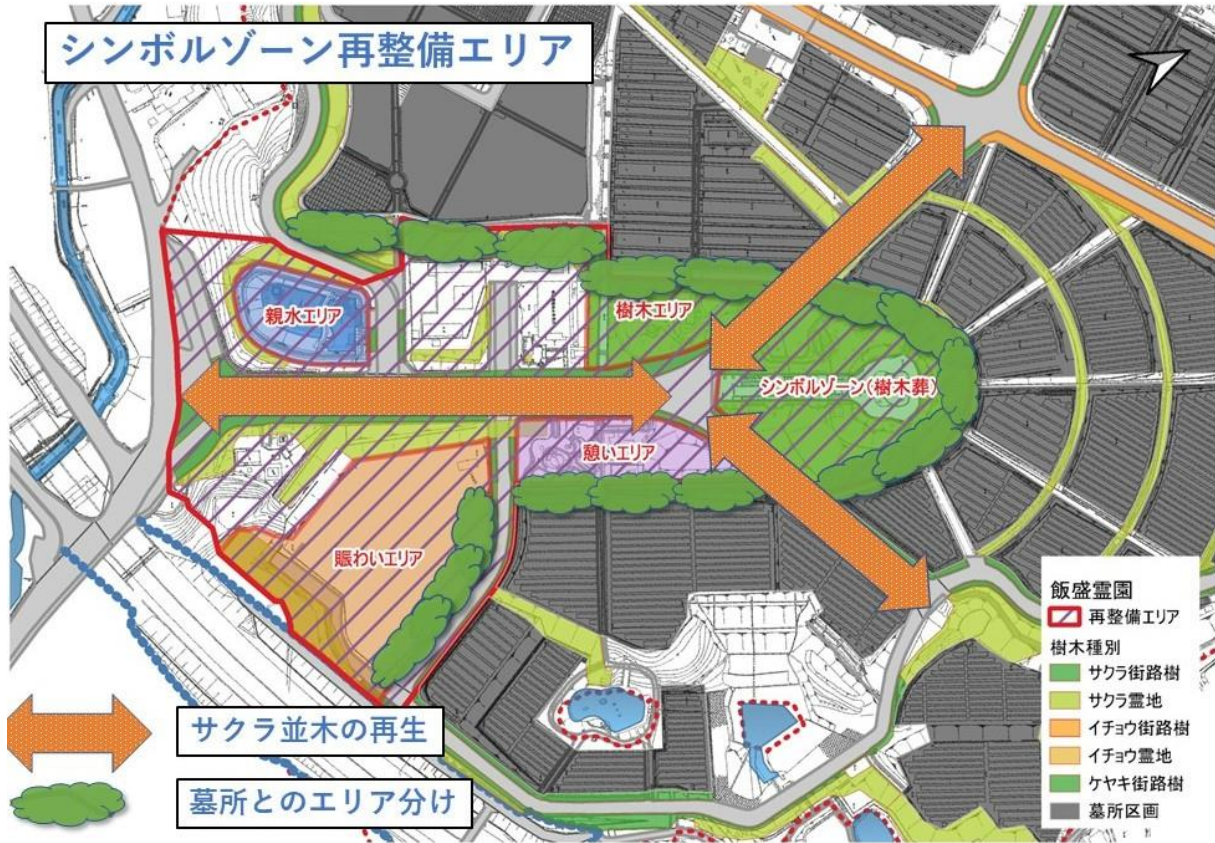 シンボルゾーン再整備エリア
親水エリア
樹木エリア
シンボルゾーン(樹木葬)
憩いエリア
賑わいエリア
サクラ並木の再生
墓所とのエリア分け
飯盛霊園
再整備エリア
樹木種別
サクラ街路樹
サクラ霊地
イチョウ街路樹
イチョウ霊地
ケヤキ街路樹
墓所区画